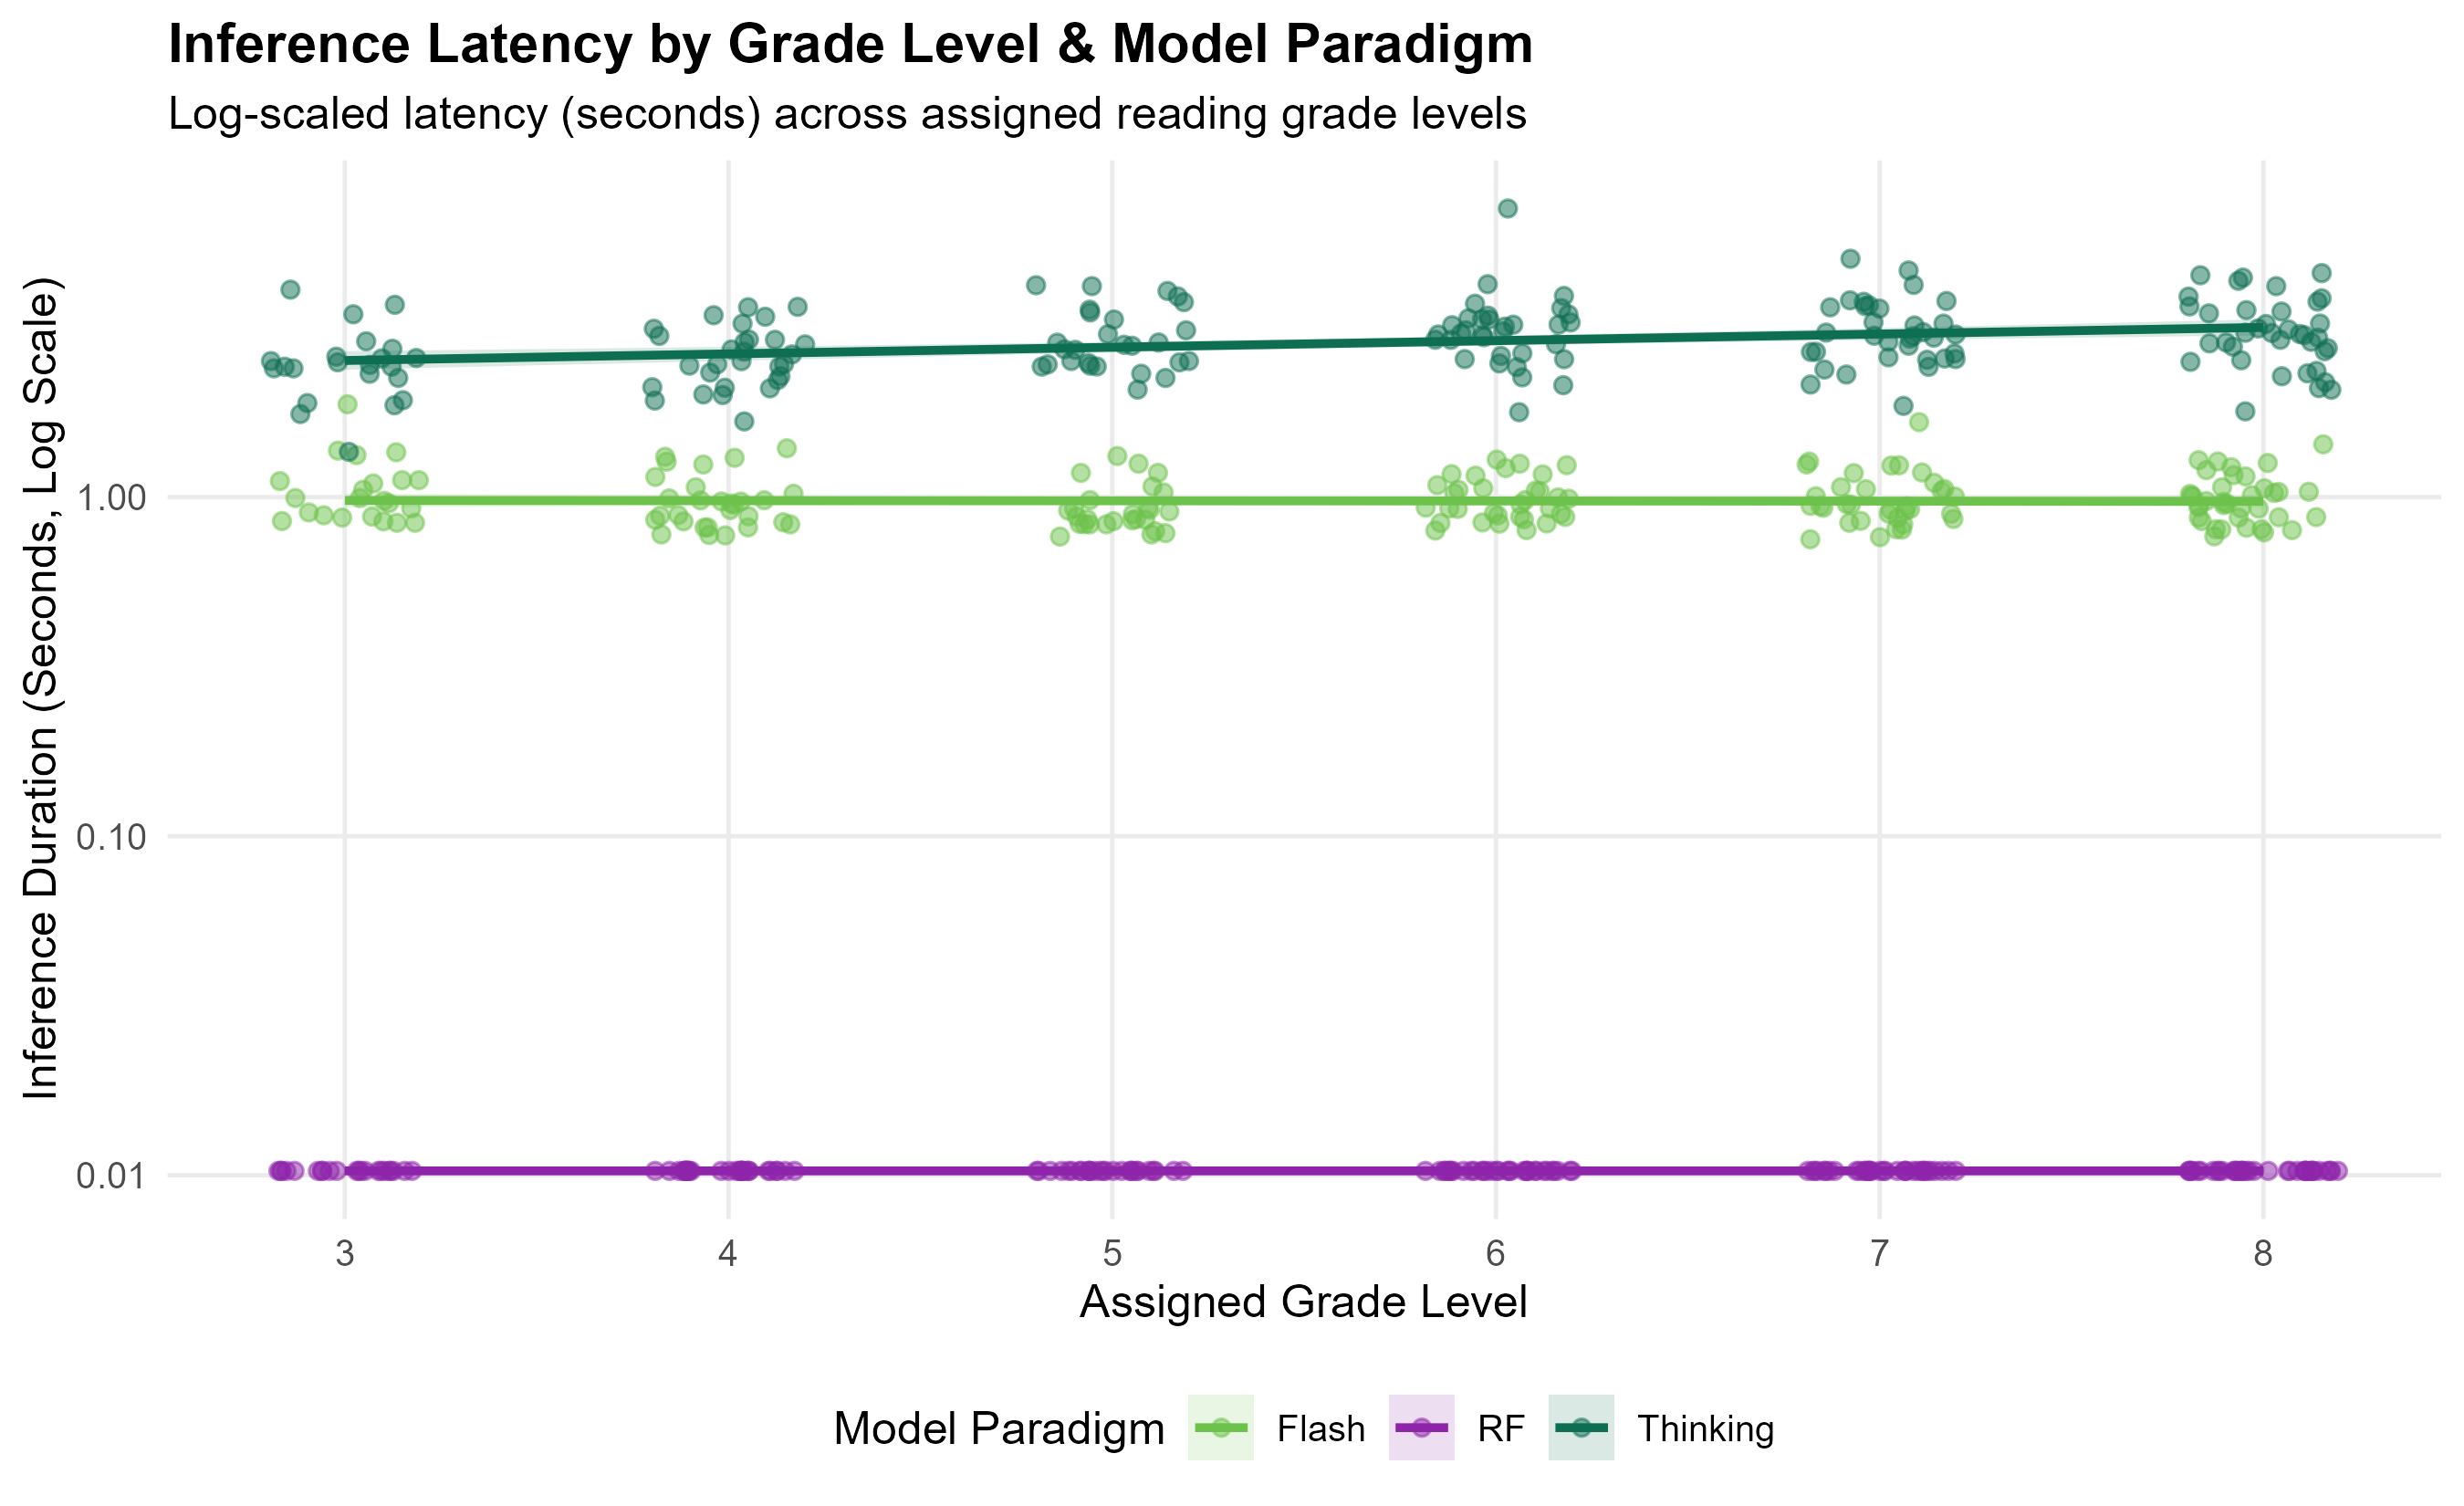 Inference Latency by Grade Level & Model Paradigm
Log-scaled latency (seconds) across assigned reading grade levels
Inference Duration (Seconds, Log Scale)
1.00
0.10
0.01
3 4 5 6 7 8
Assigned Grade Level
Model Paradigm Flash RF Thinking